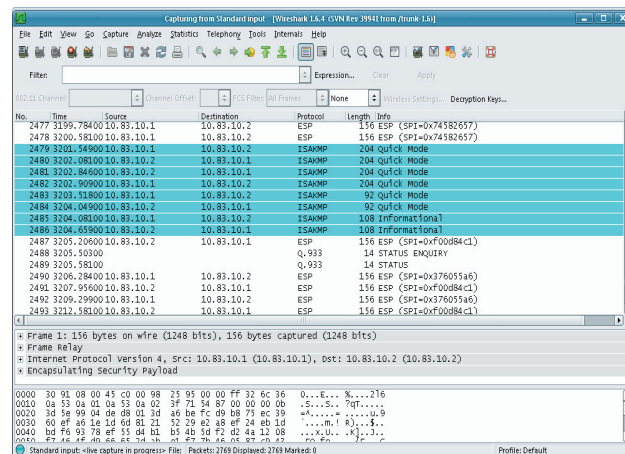 Capturing from Standard input [Wireshark 1.6.4 (SVN Rev 39941 from /trunk-1.6)]
File Edit View Go Capture Analyze Statistics Telephony Tools Internals Help
Filter: Expression... Clear Apply
802.11 Channel: Channel Offset: FCS Filter: All Frames None Wireless Settings... Decryption Keys...
No. Time Source Destination Protocol Length Info
2477 3199.78400 10.83.10.1 10.83.10.2 ESP 156 ESP (SPI=0x74582657)
2478 3200.58100 10.83.10.1 10.83.10.2 ESP 156 ESP (SPI=0x74582657)
2479 3201.54900 10.83.10.1 10.83.10.2 ISAKMP 204 Quick Mode
2480 3202.08100 10.83.10.2 10.83.10.1 ISAKMP 204 Quick Mode
2481 3202.84600 10.83.10.2 10.83.10.1 ISAKMP 204 Quick Mode
2482 3202.90900 10.83.10.1 10.83.10.2 ISAKMP 204 Quick Mode
2483 3203.51800 10.83.10.1 10.83.10.2 ISAKMP 92 Quick Mode
2484 3204.04900 10.83.10.2 10.83.10.1 ISAKMP 92 Quick Mode
2485 3204.08100 10.83.10.1 10.83.10.2 ISAKMP 108 Informational
2486 3204.65900 10.83.10.2 10.83.10.1 ISAKMP 108 Informational
2487 3205.20600 10.83.10.2 10.83.10.1 ESP 156 ESP (SPI=0xf00d84c1)
2488 3205.50300 Q.933 14 STATUS ENQUIRY
2489 3205.58100 Q.933 14 STATUS
2490 3206.28400 10.83.10.1 10.83.10.2 ESP 156 ESP (SPI=0x376055a6)
2491 3207.95600 10.83.10.2 10.83.10.1 ESP 156 ESP (SPI=0xf00d84c1)
2492 3209.29900 10.83.10.1 10.83.10.2 ESP 156 ESP (SPI=0x376055a6)
2493 3212.58100 10.83.10.2 10.83.10.1 ESP 156 ESP (SPI=0xf00d84c1)
Frame 1: 156 bytes on wire (1248 bits), 156 bytes captured (1248 bits)
Frame Relay
Internet Protocol Version 4, Src: 10.83.10.1 (10.83.10.1), Dst: 10.83.10.2 (10.83.10.2)
Encapsulating Security Payload
0000 30 91 08 00 45 c0 00 98 25 95 00 00 ff 32 6c 36 0...E... %....2l6
0010 0a 53 0a 01 0a 53 0a 02 3f 71 54 87 00 00 00 0b .S...S.. ?qT.....
0020 3d 5e 99 04 de d8 01 3d a6 be fc d9 b8 75 ec 39 =^.....= .....u.9
0030 60 ef a6 1e 1d 6d 81 21 52 29 e2 a8 ef 24 eb 1d `....m.! R)...$..
0040 bd f6 93 78 ef 55 d4 b1 b5 4b 5d f2 d2 4a 12 08 ...x.U.. .K]..J..
Standard input: <live capture in progress> File: Packets: 2769 Displayed: 2769 Marked: 0 Profile: Default